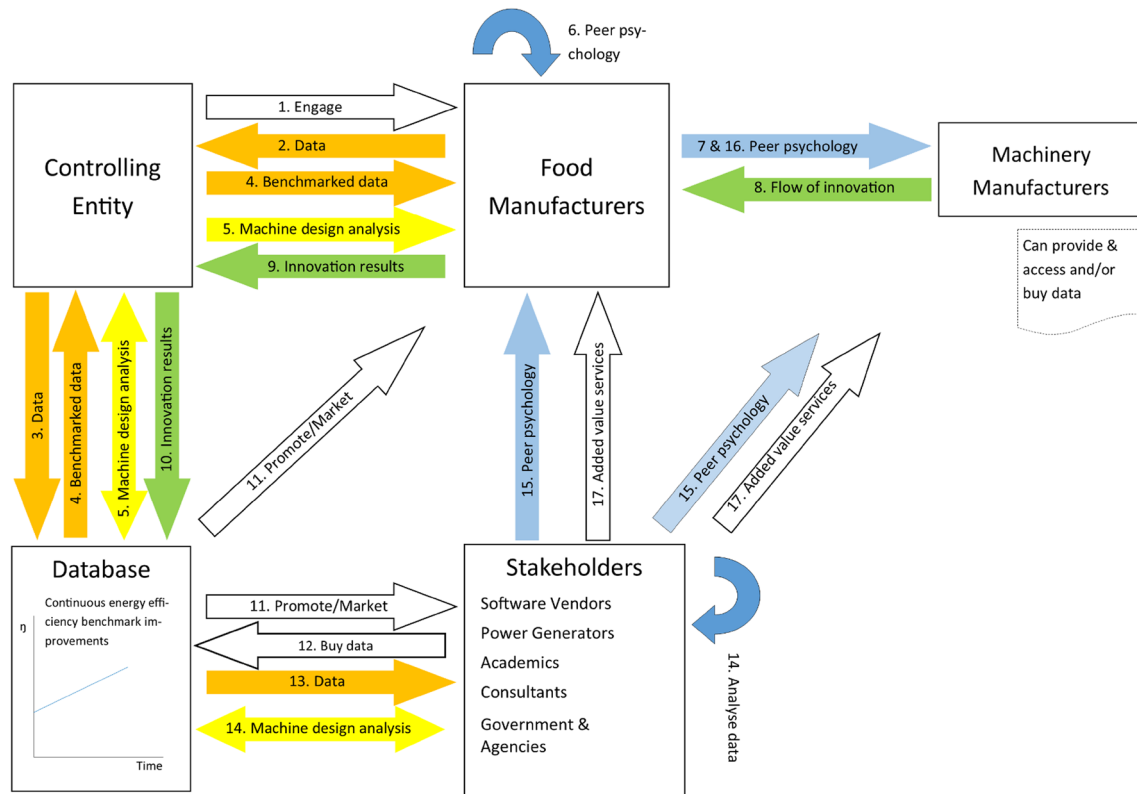 6. Peer psy-
chology
Controlling
Entity
1. Engage
2. Data
4. Benchmarked data
5. Machine design analysis
9. Innovation results
Food
Manufacturers
7 & 16. Peer psychology
8. Flow of innovation
Machinery
Manufacturers
Can provide &
access and/or
buy data
3. Data
4. Benchmarked data
5. Machine design analysis
10. Innovation results
11. Promote/Market
15. Peer psychology
17. Added value services
15. Peer psychology
17. Added value services
Database
Continuous energy effi-
ciency benchmark im-
provements
η
Time
11. Promote/Market
12. Buy data
13. Data
14. Machine design analysis
Stakeholders
Software Vendors
Power Generators
Academics
Consultants
Government &
Agencies
14. Analyse data